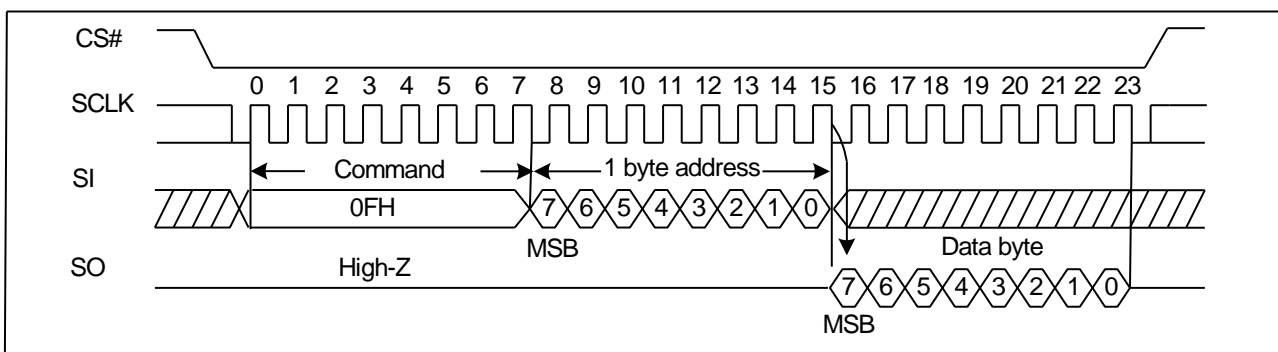 CS#
0 1 2 3 4 5 6 7 8 9 10 11 12 13 14 15 16 17 18 19 20 21 22 23
SCLK
Command 1 byte address
SI
0FH 7 6 5 4 3 2 1 0
MSB Data byte
SO High-Z
7 6 5 4 3 2 1 0
MSB